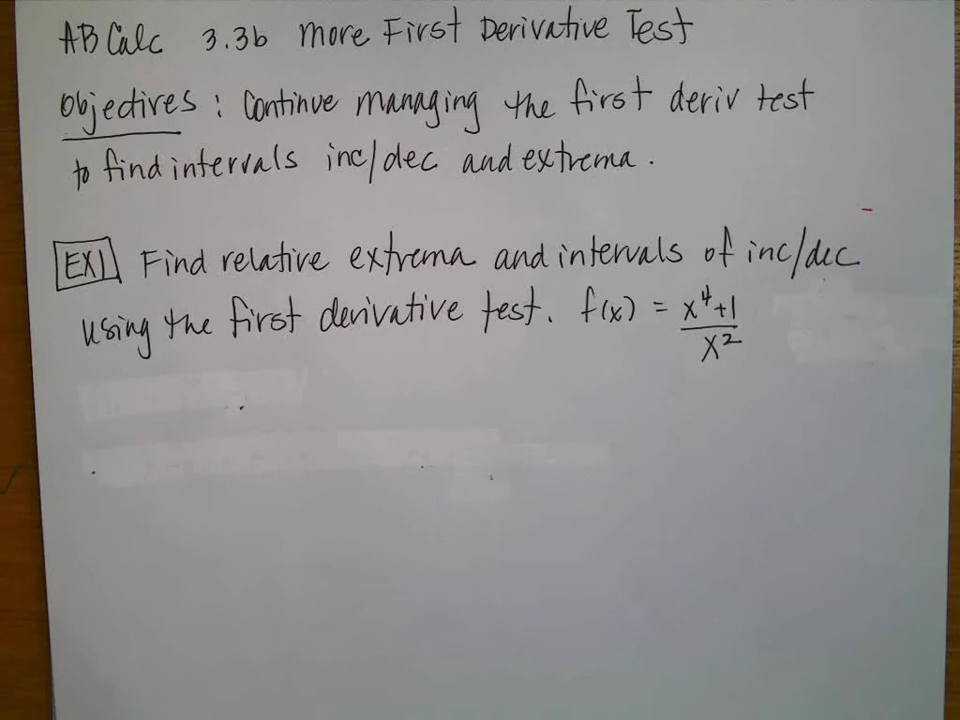 AB Calc 3.3b more First Derivative Test
Objectives: Continue managing the first deriv test
to find intervals inc/dec and extrema.
EX1 Find relative extrema and intervals of inc/dec
using the first derivative test. f(x) = x⁴+1
x²